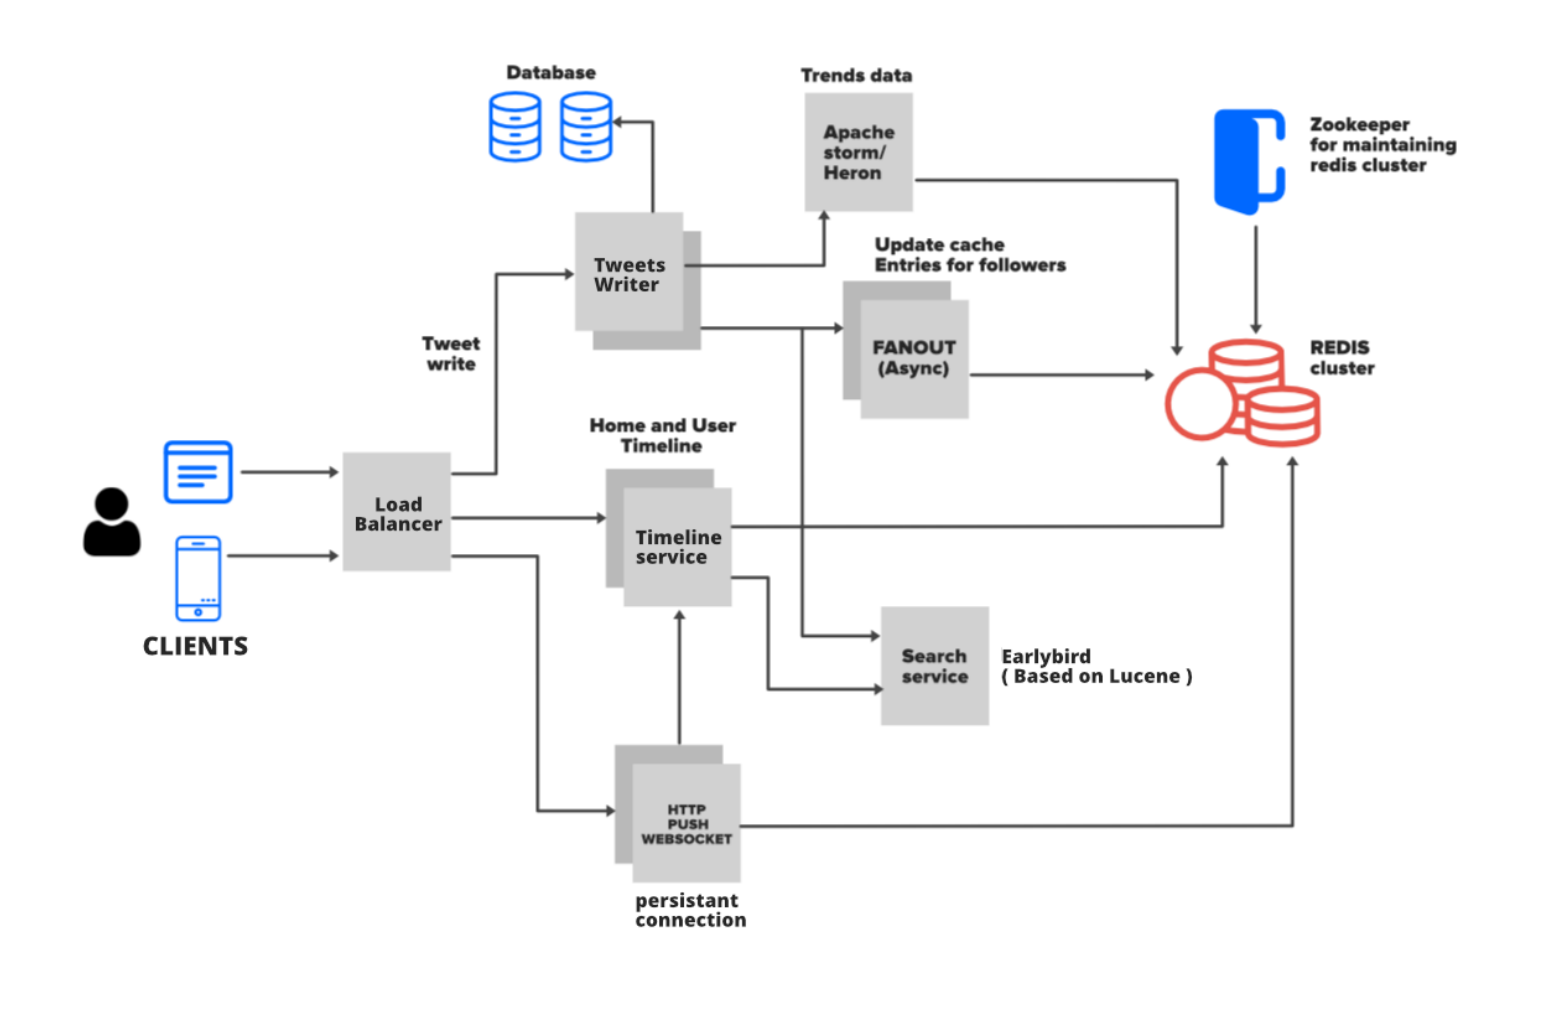 Database
Trends data
Apache
storm/
Heron
Zookeeper
for maintaining
redis cluster
Tweets
Writer
Update cache
Entries for followers
Tweet
write
FANOUT
(Async)
REDIS
cluster
Home and User
Timeline
Load
Balancer
Timeline
service
CLIENTS
Search
service
Earlybird
( Based on Lucene )
HTTP
PUSH
WEBSOCKET
persistant
connection